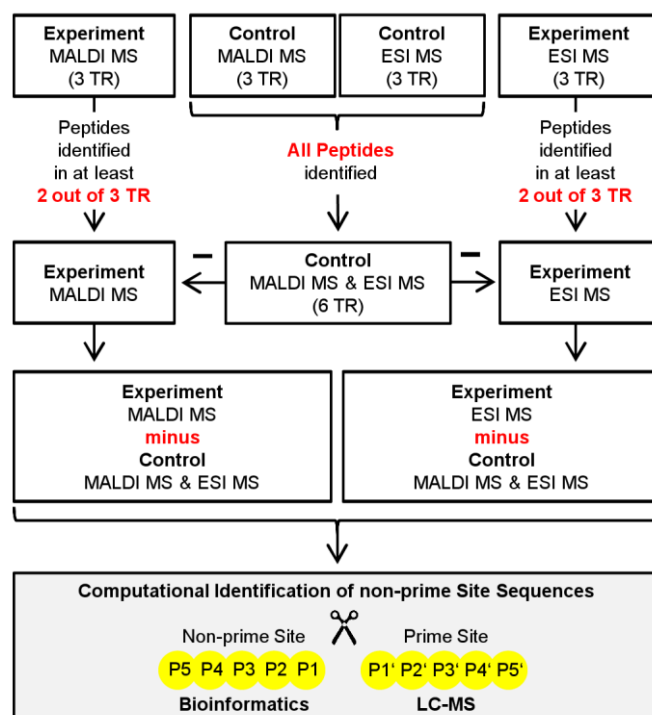 Experiment
MALDI MS
(3 TR)
Control
MALDI MS
(3 TR)
Control
ESI MS
(3 TR)
Experiment
ESI MS
(3 TR)
Peptides
identified
in at least
2 out of 3 TR
All Peptides
identified
Peptides
identified
in at least
2 out of 3 TR
Experiment
MALDI MS
–
Control
MALDI MS & ESI MS
(6 TR)
–
Experiment
ESI MS
Experiment
MALDI MS
minus
Control
MALDI MS & ESI MS
Experiment
ESI MS
minus
Control
MALDI MS & ESI MS
Computational Identification of non-prime Site Sequences
Non-prime Site
Prime Site
P5 P4 P3 P2 P1
P1‘ P2‘ P3‘ P4‘ P5‘
Bioinformatics
LC-MS